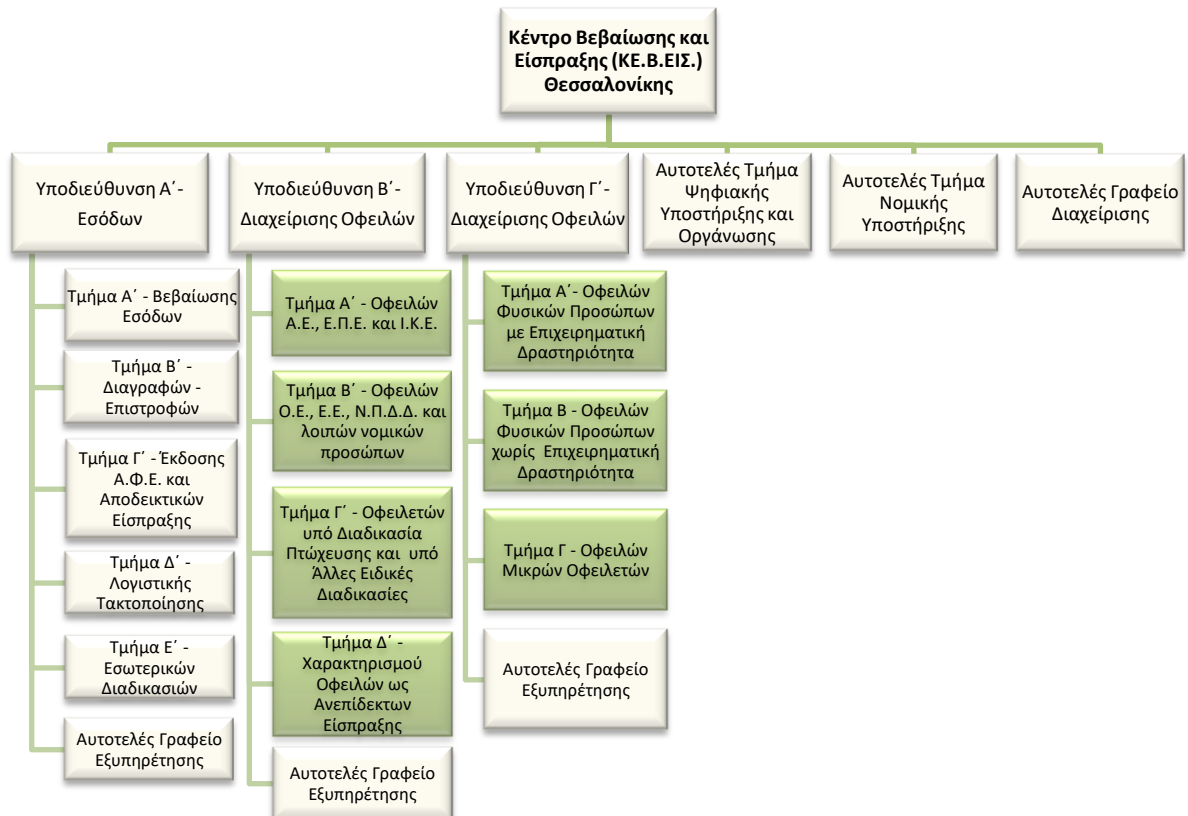 Κέντρο Βεβαίωσης και
Είσπραξης (ΚΕ.Β.ΕΙΣ.)
Θεσσαλονίκης
Υποδιεύθυνση Α΄-
Εσόδων
Υποδιεύθυνση Β΄-
Διαχείρισης Οφειλών
Υποδιεύθυνση Γ΄-
Διαχείρισης Οφειλών
Αυτοτελές Τμήμα
Ψηφιακής
Υποστήριξης και
Οργάνωσης
Αυτοτελές Τμήμα
Νομικής
Υποστήριξης
Αυτοτελές Γραφείο
Διαχείρισης
Τμήμα Α΄ - Βεβαίωσης
Εσόδων
Τμήμα Β΄ -
Διαγραφών -
Επιστροφών
Τμήμα Γ΄ - Έκδοσης
Α.Φ.Ε. και
Αποδεικτικών
Είσπραξης
Τμήμα Δ΄ -
Λογιστικής
Τακτοποίησης
Τμήμα Ε΄ -
Εσωτερικών
Διαδικασιών
Αυτοτελές Γραφείο
Εξυπηρέτησης
Τμήμα Α΄ - Οφειλών
Α.Ε., Ε.Π.Ε. και Ι.Κ.Ε.
Τμήμα Β΄ - Οφειλών
Ο.Ε., Ε.Ε., Ν.Π.Δ.Δ. και
λοιπών νομικών
προσώπων
Τμήμα Γ΄ - Οφειλετών
υπό Διαδικασία
Πτώχευσης και υπό
Άλλες Ειδικές
Διαδικασίες
Τμήμα Δ΄ -
Χαρακτηρισμού
Οφειλών ως
Ανεπίδεκτων
Είσπραξης
Αυτοτελές Γραφείο
Εξυπηρέτησης
Τμήμα Α΄- Οφειλών
Φυσικών Προσώπων
με Επιχειρηματική
Δραστηριότητα
Τμήμα Β - Οφειλών
Φυσικών Προσώπων
χωρίς Επιχειρηματική
Δραστηριότητα
Τμήμα Γ - Οφειλών
Μικρών Οφειλετών
Αυτοτελές Γραφείο
Εξυπηρέτησης